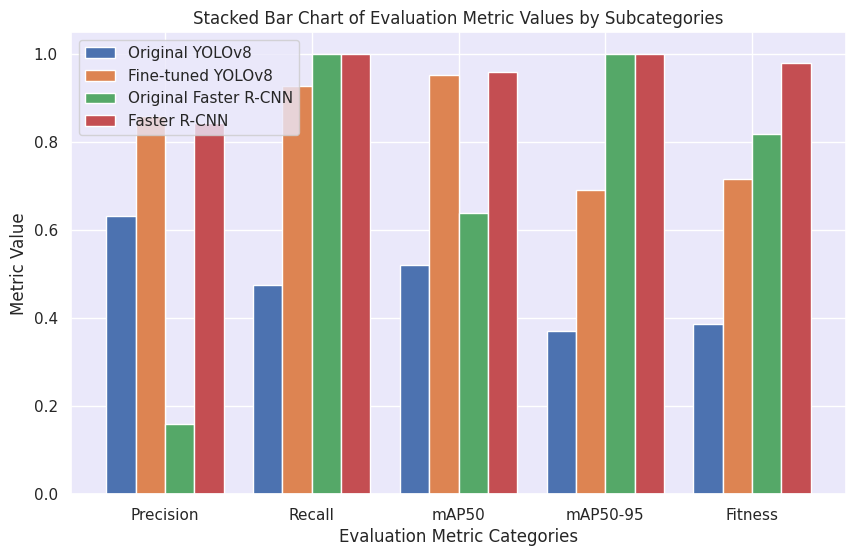 Stacked Bar Chart of Evaluation Metric Values by Subcategories
Original YOLOv8
Fine-tuned YOLOv8
Original Faster R-CNN
Faster R-CNN
Metric Value
1.0
0.8
0.6
0.4
0.2
0.0
Precision Recall mAP50 mAP50-95 Fitness
Evaluation Metric Categories